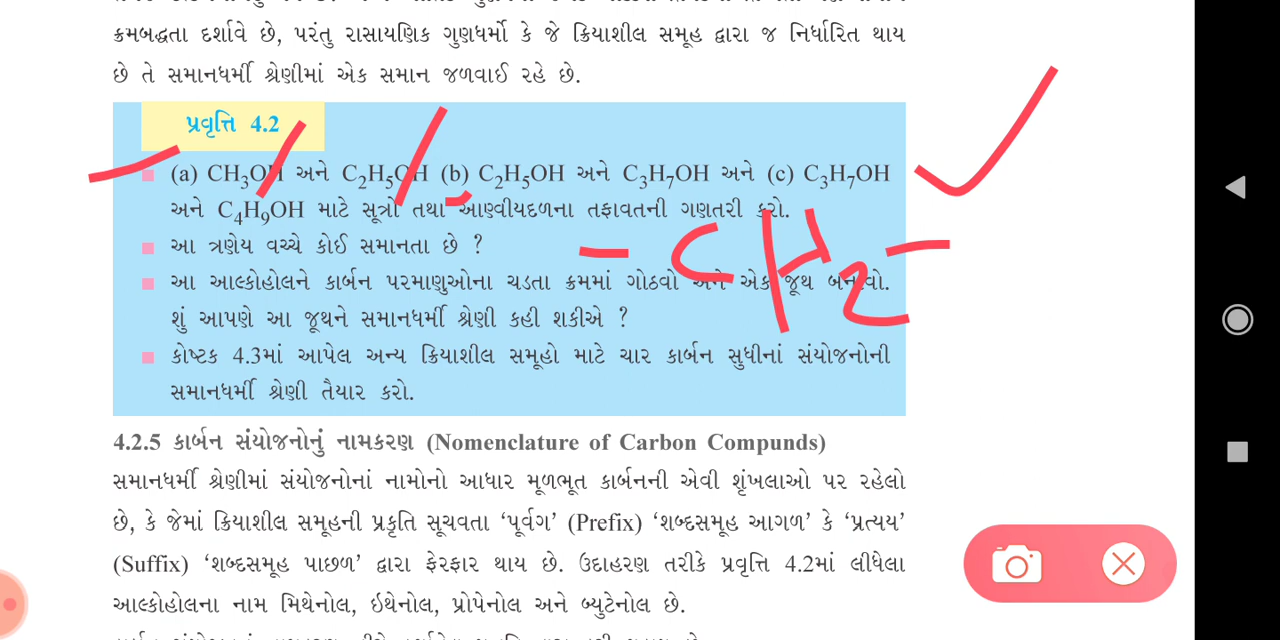 ક્રમબદ્ધતા દર્શાવે છે, પરંતુ રાસાયણિક ગુણધર્મો કે જે ક્રિયાશીલ સમૂહ દ્વારા જ નિર્ધારિત થાય
છે તે સમાનધર્મી શ્રેણીમાં એક સમાન જળવાઈ રહે છે.
પ્રવૃત્તિ 4.2
(a) CH₃OH અને C₂H₅OH (b) C₂H₅OH અને C₃H₇OH અને (c) C₃H₇OH
અને C₄H₉OH માટે સૂત્રો તથા આણ્વીયદળના તફાવતની ગણતરી કરો.
આ ત્રણેય વચ્ચે કોઈ સમાનતા છે ?
– CH₂ –
આ આલ્કોહોલને કાર્બન પરમાણુઓના ચડતા ક્રમમાં ગોઠવો અને એક જૂથ બનાવો.
શું આપણે આ જૂથને સમાનધર્મી શ્રેણી કહી શકીએ ?
કોષ્ટક 4.3માં આપેલ અન્ય ક્રિયાશીલ સમૂહો માટે ચાર કાર્બન સુધીનાં સંયોજનોની
સમાનધર્મી શ્રેણી તૈયાર કરો.
4.2.5 કાર્બન સંયોજનોનું નામકરણ (Nomenclature of Carbon Compunds)
સમાનધર્મી શ્રેણીમાં સંયોજનોનાં નામોનો આધાર મૂળભૂત કાર્બનની એવી શૃંખલાઓ પર રહેલો
છે, કે જેમાં ક્રિયાશીલ સમૂહની પ્રકૃતિ સૂચવતા ‘પૂર્વગ’ (Prefix) ‘શબ્દસમૂહ આગળ’ કે ‘પ્રત્યય’
(Suffix) ‘શબ્દસમૂહ પાછળ’ દ્વારા ફેરફાર થાય છે. ઉદાહરણ તરીકે પ્રવૃત્તિ 4.2માં લીધેલા
આલ્કોહોલના નામ મિથેનોલ, ઇથેનોલ, પ્રોપેનોલ અને બ્યુટેનોલ છે.